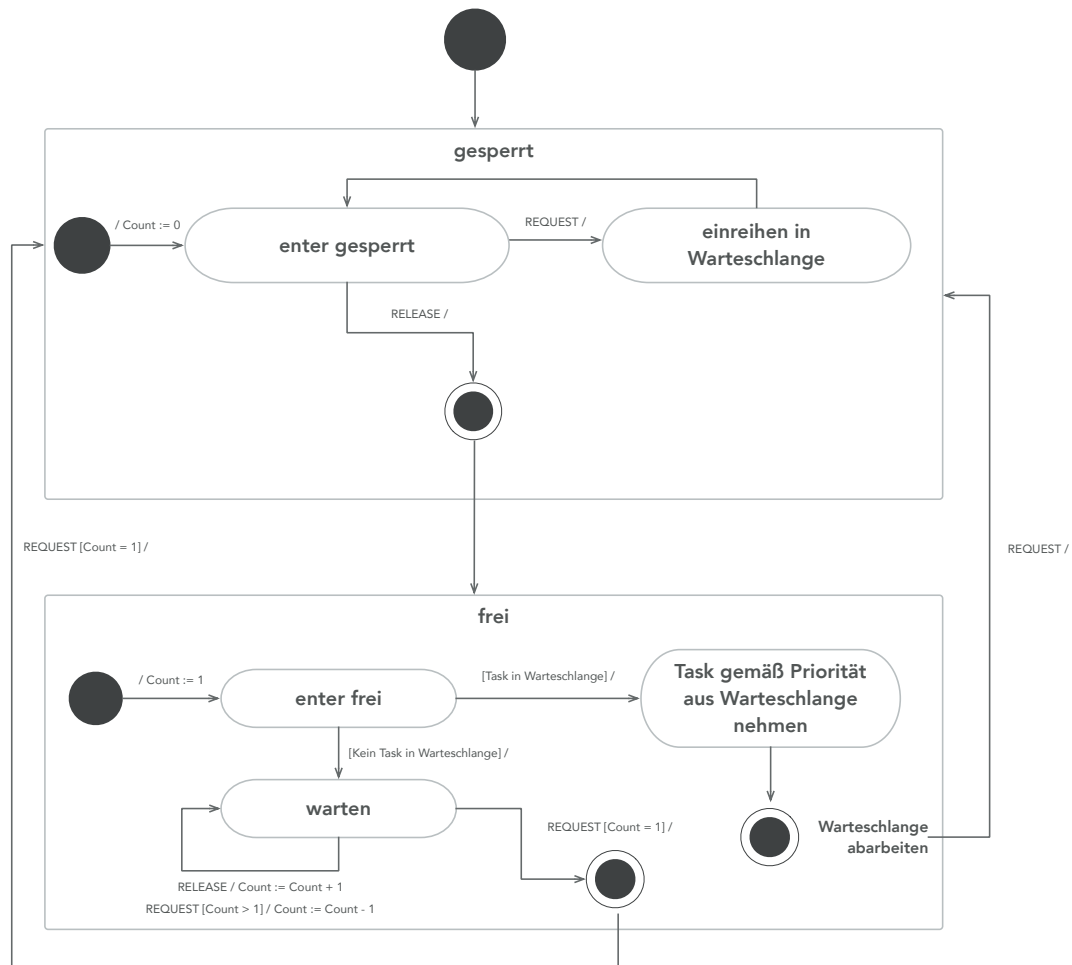 gesperrt
/ Count := 0
enter gesperrt
REQUEST /
einreihen in
Warteschlange
RELEASE /
REQUEST [Count = 1] /
REQUEST /
frei
/ Count := 1
enter frei
[Task in Warteschlange] /
Task gemäß Priorität
aus Warteschlange
nehmen
[Kein Task in Warteschlange] /
warten
REQUEST [Count = 1] /
Warteschlange
abarbeiten
RELEASE / Count := Count + 1
REQUEST [Count > 1] / Count := Count - 1